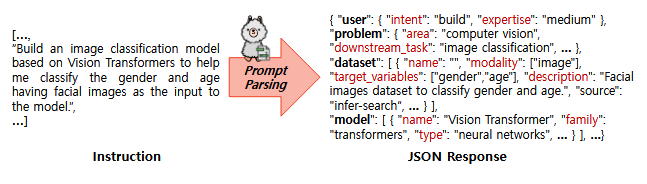 [...,
"Build an image classification model
based on Vision Transformers to help
me classify the gender and age
having facial images as the input to
the model.",
...]
Instruction
Prompt
Parsing
{ "user": { "intent": "build", "expertise": "medium" },
"problem": { "area": "computer vision",
"downstream_task": "image classification", ... },
"dataset": [ { "name": "", "modality": ["image"],
"target_variables": ["gender","age"], "description": "Facial
images dataset to classify gender and age.", "source":
"infer-search", ... } ],
"model": [ { "name": "Vision Transformer", "family":
"transformers", "type": "neural networks", ... } ], ...}
JSON Response